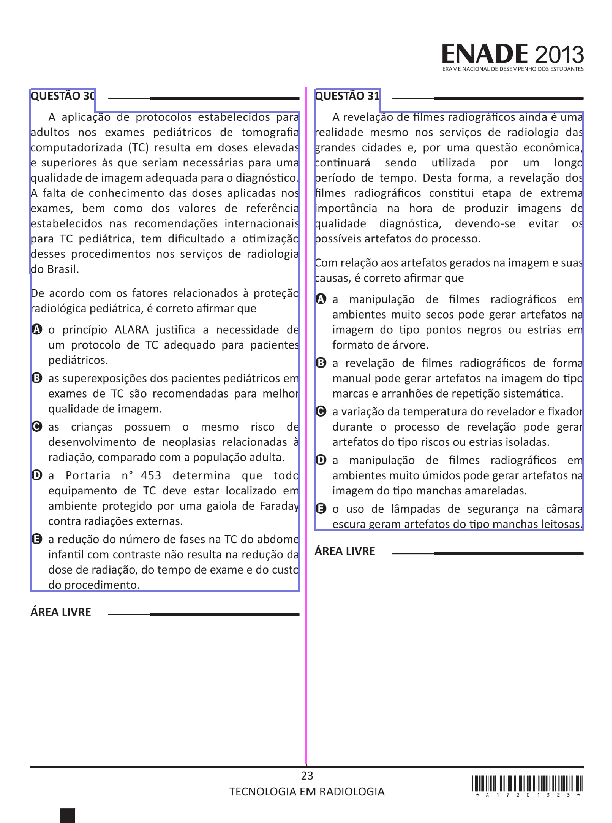 ENADE 2013
EXAME NACIONAL DE DESEMPENHO DOS ESTUDANTES
QUESTÃO 30
A aplicação de protocolos estabelecidos para
adultos nos exames pediátricos de tomografia
computadorizada (TC) resulta em doses elevadas
e superiores às que seriam necessárias para uma
qualidade de imagem adequada para o diagnóstico.
A falta de conhecimento das doses aplicadas nos
exames, bem como dos valores de referência
estabelecidos nas recomendações internacionais
para TC pediátrica, tem dificultado a otimização
desses procedimentos nos serviços de radiologia
do Brasil.
De acordo com os fatores relacionados à proteção
radiológica pediátrica, é correto afirmar que
A o princípio ALARA justifica a necessidade de
um protocolo de TC adequado para pacientes
pediátricos.
B as superexposições dos pacientes pediátricos em
exames de TC são recomendadas para melhor
qualidade de imagem.
C as crianças possuem o mesmo risco de
desenvolvimento de neoplasias relacionadas à
radiação, comparado com a população adulta.
D a Portaria n° 453 determina que todo
equipamento de TC deve estar localizado em
ambiente protegido por uma gaiola de Faraday
contra radiações externas.
E a redução do número de fases na TC do abdome
infantil com contraste não resulta na redução da
dose de radiação, do tempo de exame e do custo
do procedimento.
ÁREA LIVRE
QUESTÃO 31
A revelação de filmes radiográficos ainda é uma
realidade mesmo nos serviços de radiologia das
grandes cidades e, por uma questão econômica,
continuará sendo utilizada por um longo
período de tempo. Desta forma, a revelação dos
filmes radiográficos constitui etapa de extrema
importância na hora de produzir imagens de
qualidade diagnóstica, devendo-se evitar os
possíveis artefatos do processo.
Com relação aos artefatos gerados na imagem e suas
causas, é correto afirmar que
A a manipulação de filmes radiográficos em
ambientes muito secos pode gerar artefatos na
imagem do tipo pontos negros ou estrias em
formato de árvore.
B a revelação de filmes radiográficos de forma
manual pode gerar artefatos na imagem do tipo
marcas e arranhões de repetição sistemática.
C a variação da temperatura do revelador e fixador
durante o processo de revelação pode gerar
artefatos do tipo riscos ou estrias isoladas.
D a manipulação de filmes radiográficos em
ambientes muito úmidos pode gerar artefatos na
imagem do tipo manchas amareladas.
E o uso de lâmpadas de segurança na câmara
escura geram artefatos do tipo manchas leitosas.
ÁREA LIVRE
23
TECNOLOGIA EM RADIOLOGIA